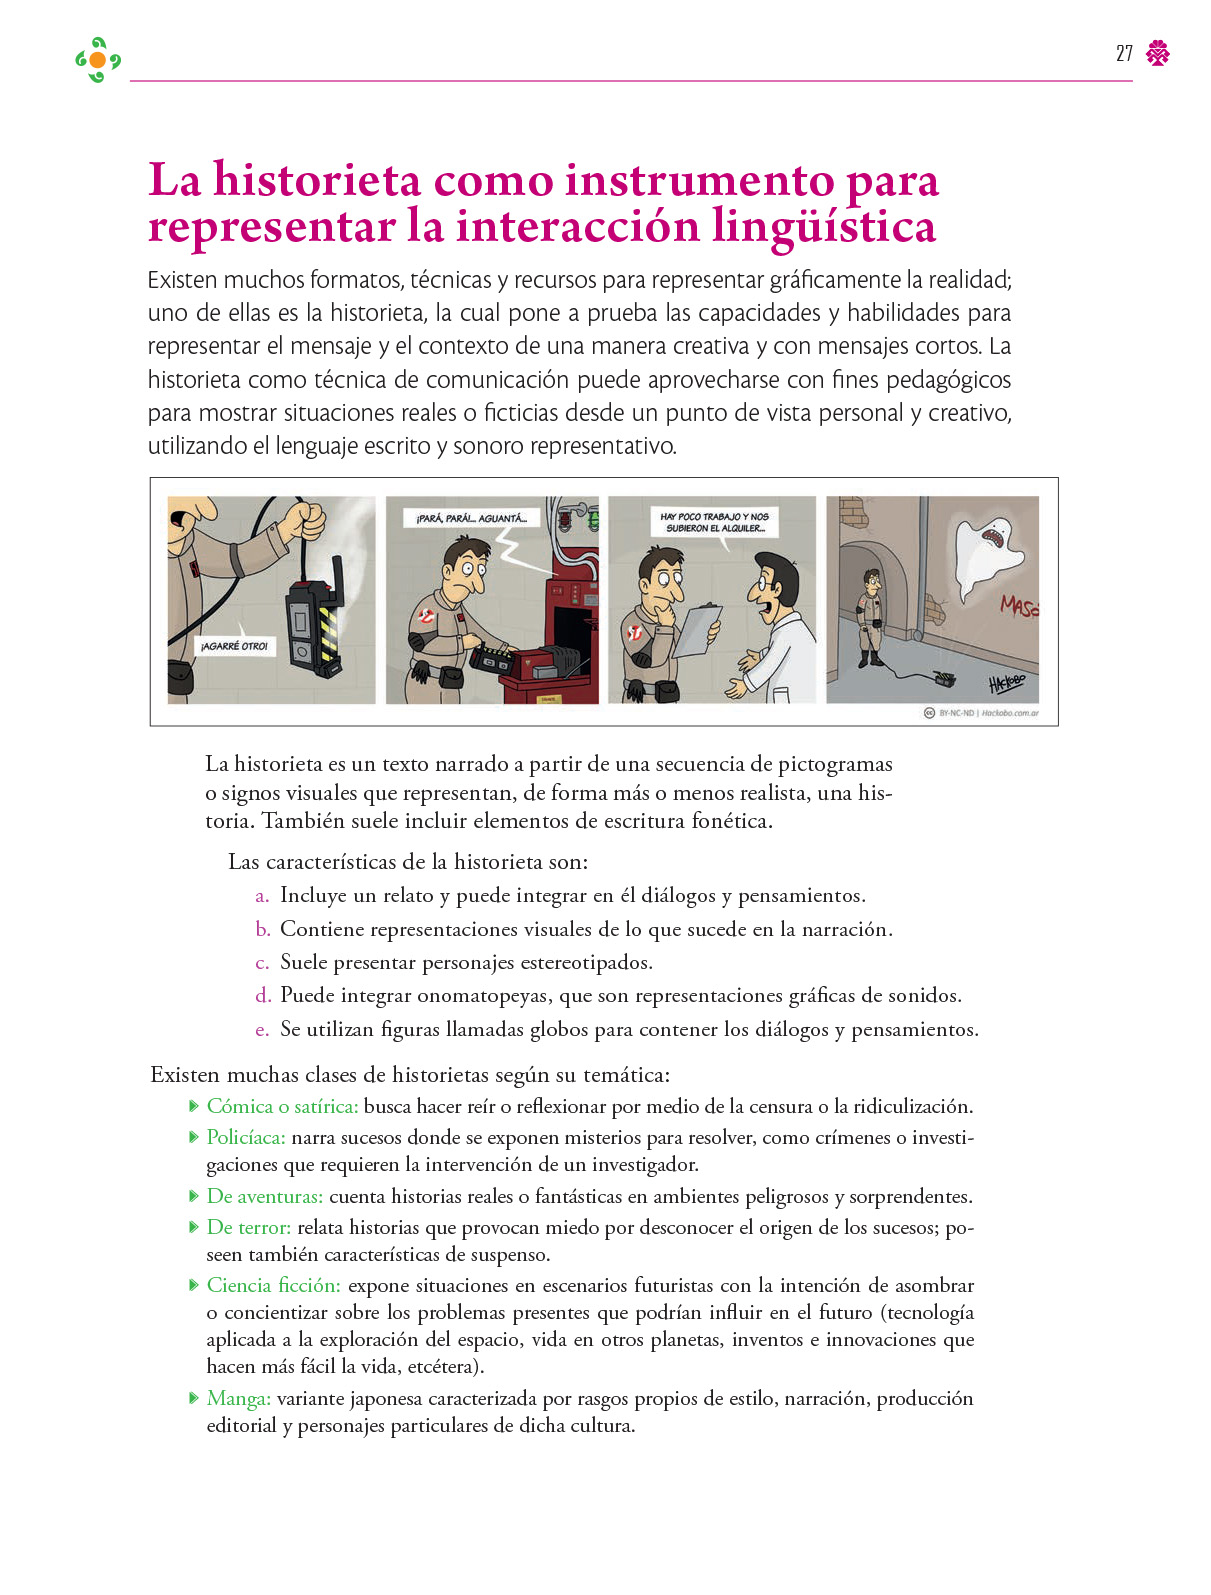 27
La historieta como instrumento para
representar la interacción lingüística
Existen muchos formatos, técnicas y recursos para representar gráficamente la realidad;
uno de ellas es la historieta, la cual pone a prueba las capacidades y habilidades para
representar el mensaje y el contexto de una manera creativa y con mensajes cortos. La
historieta como técnica de comunicación puede aprovecharse con fines pedagógicos
para mostrar situaciones reales o ficticias desde un punto de vista personal y creativo,
utilizando el lenguaje escrito y sonoro representativo.
¡AGARRÉ OTRO!
¡PARÁ, PARÁ!... AGUANTÁ...
HAY POCO TRABAJO Y NOS
SUBIERON EL ALQUILER...
MASO
HACKOBO
cc BY-NC-ND | Hackobo.com.ar
La historieta es un texto narrado a partir de una secuencia de pictogramas
o signos visuales que representan, de forma más o menos realista, una his-
toria. También suele incluir elementos de escritura fonética.
Las características de la historieta son:
a. Incluye un relato y puede integrar en él diálogos y pensamientos.
b. Contiene representaciones visuales de lo que sucede en la narración.
c. Suele presentar personajes estereotipados.
d. Puede integrar onomatopeyas, que son representaciones gráficas de sonidos.
e. Se utilizan figuras llamadas globos para contener los diálogos y pensamientos.
Existen muchas clases de historietas según su temática:
Cómica o satírica: busca hacer reír o reflexionar por medio de la censura o la ridiculización.
Policíaca: narra sucesos donde se exponen misterios para resolver, como crímenes o investi-
gaciones que requieren la intervención de un investigador.
De aventuras: cuenta historias reales o fantásticas en ambientes peligrosos y sorprendentes.
De terror: relata historias que provocan miedo por desconocer el origen de los sucesos; po-
seen también características de suspenso.
Ciencia ficción: expone situaciones en escenarios futuristas con la intención de asombrar
o concientizar sobre los problemas presentes que podrían influir en el futuro (tecnología
aplicada a la exploración del espacio, vida en otros planetas, inventos e innovaciones que
hacen más fácil la vida, etcétera).
Manga: variante japonesa caracterizada por rasgos propios de estilo, narración, producción
editorial y personajes particulares de dicha cultura.